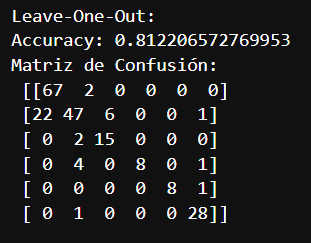 Leave-One-Out:
Accuracy: 0.812206572769953
Matriz de Confusión:
[[67  2  0  0  0  0]
[22 47  6  0  0  1]
[ 0  2 15  0  0  0]
[ 0  4  0  8  0  1]
[ 0  0  0  0  8  1]
[ 0  1  0  0  0 28]]